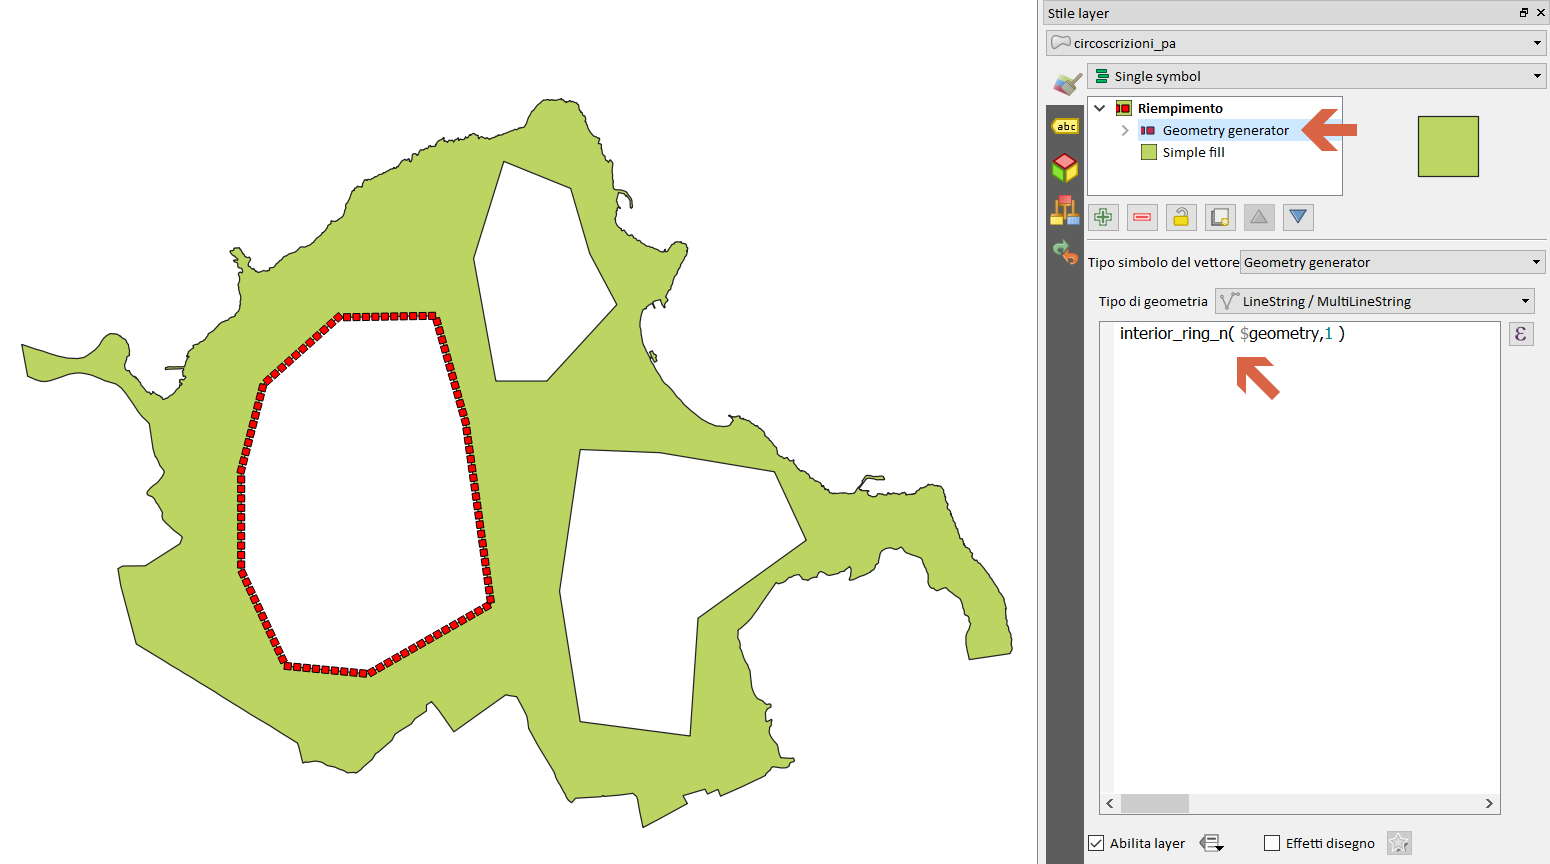 Stile layer
circoscrizioni_pa
Single symbol
Riempimento
abc
Geometry generator
Simple fill
Tipo simbolo del vettore Geometry generator
Tipo di geometria LineString / MultiLineString
interior_ring_n( $geometry,1 )
ε
Abilita layer Effetti disegno